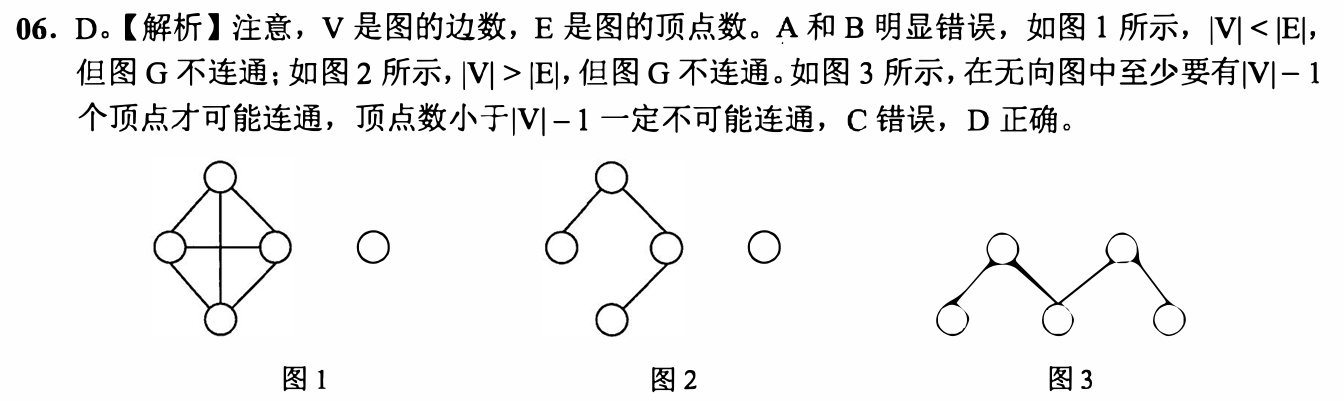 06. D。【解析】注意，V 是图的边数，E 是图的顶点数。A 和 B 明显错误，如图 1 所示，|V| < |E|，
但图 G 不连通；如图 2 所示，|V| > |E|，但图 G 不连通。如图 3 所示，在无向图中至少要有|V| − 1
个顶点才可能连通，顶点数小于|V| − 1 一定不可能连通，C 错误，D 正确。
图 1 图 2 图 3